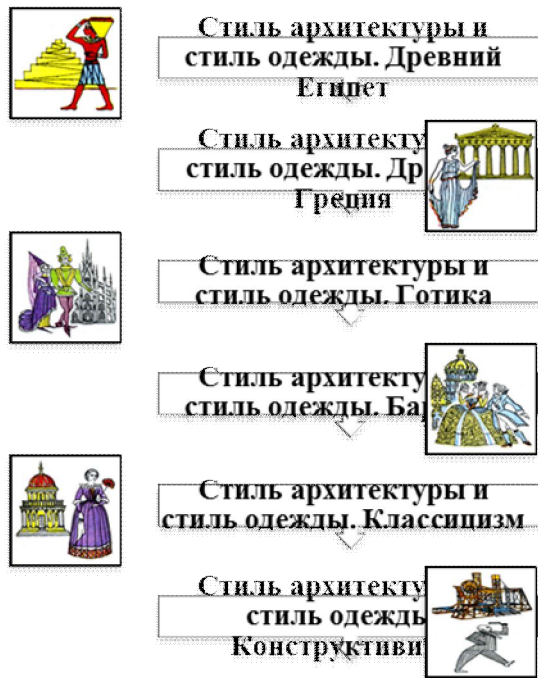 Стиль архитектуры и
стиль одежды. Древний
Египет
Стиль архитекту
стиль одежды. Др
Греция
Стиль архитектуры и
стиль одежды. Готика
Стиль архитекту
стиль одежды. Ба
Стиль архитектуры и
стиль одежды. Классицизм
Стиль архитекту
стиль одежд
Конструктиви